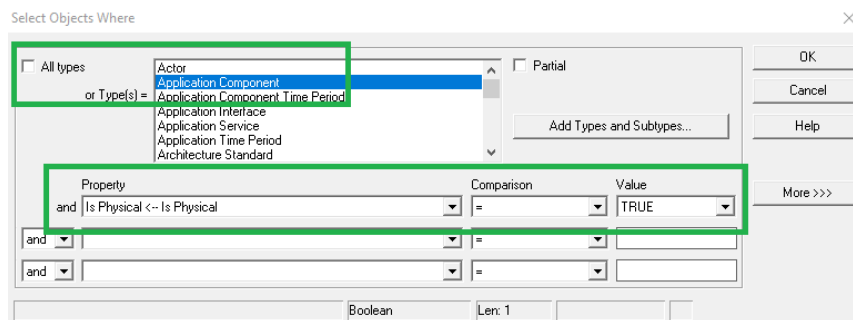 Select Objects Where
All types
or Type(s) =
Actor
Application Component
Application Component Time Period
Application Interface
Application Service
Application Time Period
Architecture Standard
Partial
Add Types and Subtypes...
OK
Cancel
Help
More >>>
Property Comparison Value
and Is Physical <-- Is Physical = TRUE
and =
and =
Boolean Len: 1